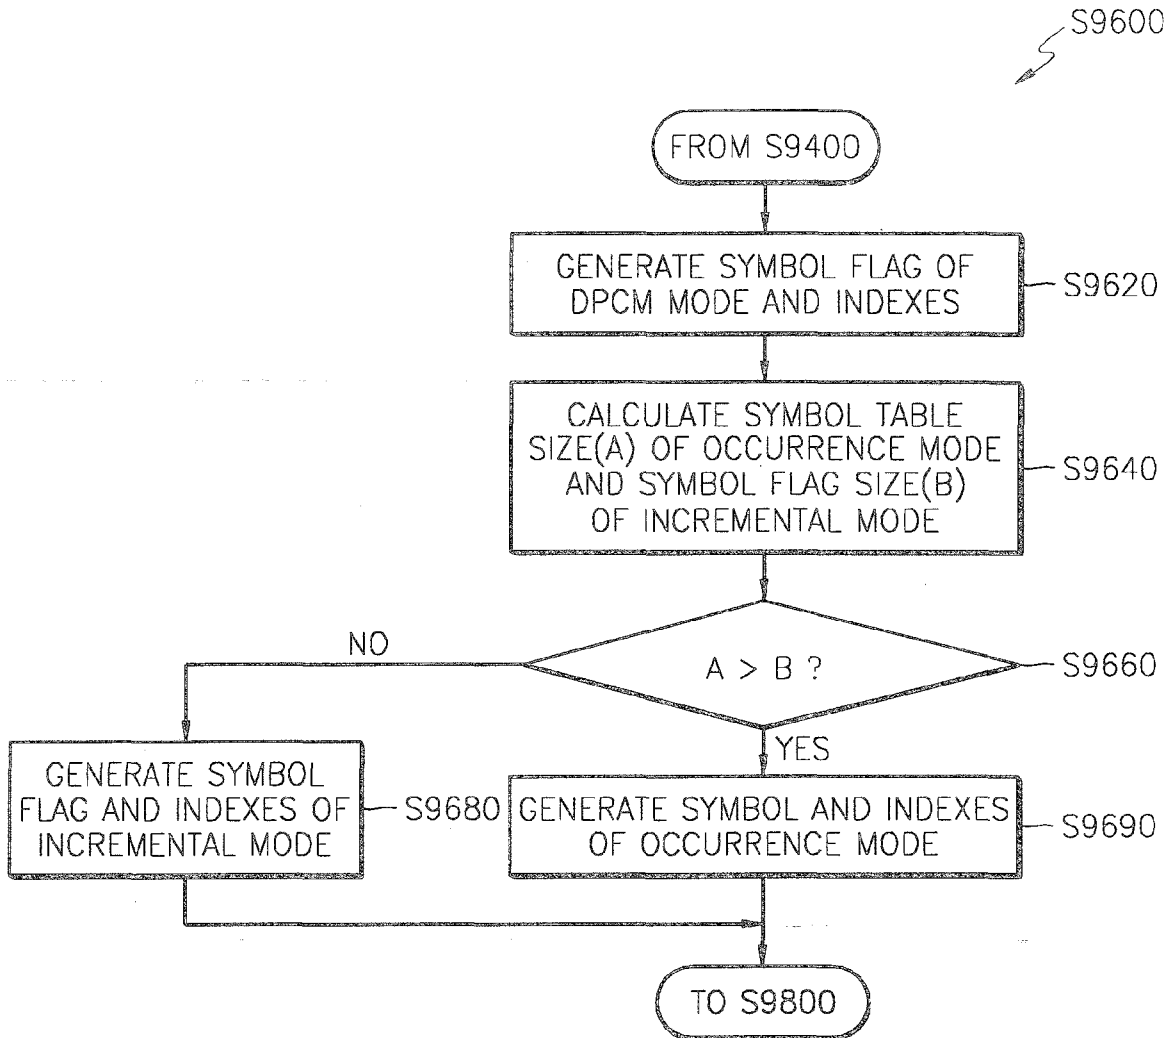 S9600
FROM S9400
GENERATE SYMBOL FLAG OF
DPCM MODE AND INDEXES
S9620
CALCULATE SYMBOL TABLE
SIZE(A) OF OCCURRENCE MODE
AND SYMBOL FLAG SIZE(B)
OF INCREMENTAL MODE
S9640
A > B ?
S9660
NO
YES
GENERATE SYMBOL
FLAG AND INDEXES OF
INCREMENTAL MODE
S9680
GENERATE SYMBOL AND INDEXES
OF OCCURRENCE MODE
S9690
TO S9800